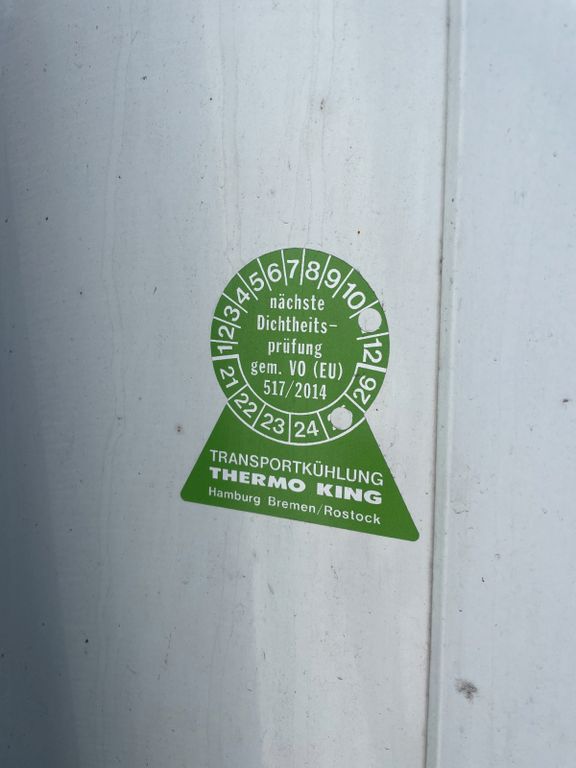 1 2 3 4 5 6 7 8 9 10 12
nächste
Dichtheits-
prüfung
gem. VO (EU)
517/2014
21 22 23 24 26
TRANSPORTKÜHLUNG
THERMO KING
Hamburg Bremen/Rostock